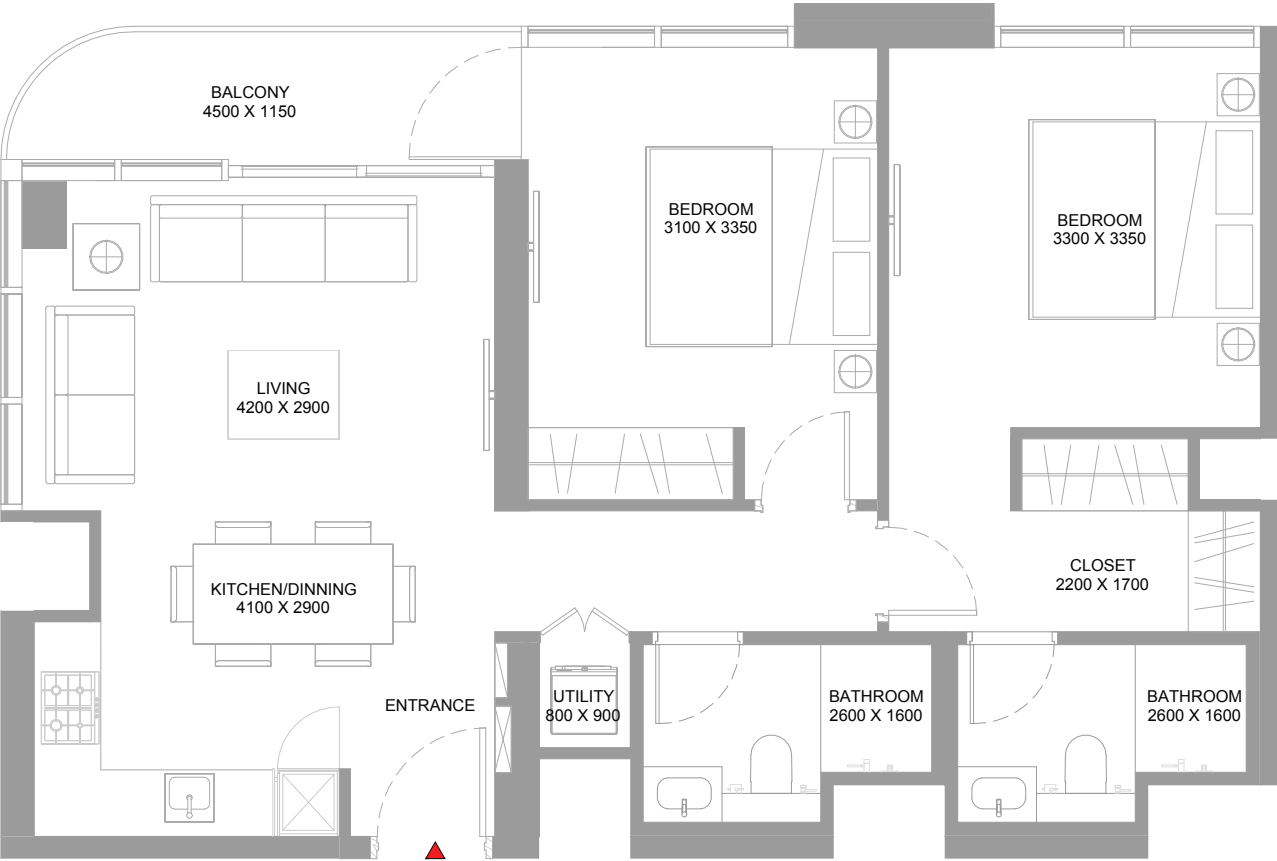 BALCONY
4500 X 1150
BEDROOM
3100 X 3350
BEDROOM
3300 X 3350
LIVING
4200 X 2900
KITCHEN/DINNING
4100 X 2900
CLOSET
2200 X 1700
ENTRANCE
UTILITY
800 X 900
BATHROOM
2600 X 1600
BATHROOM
2600 X 1600